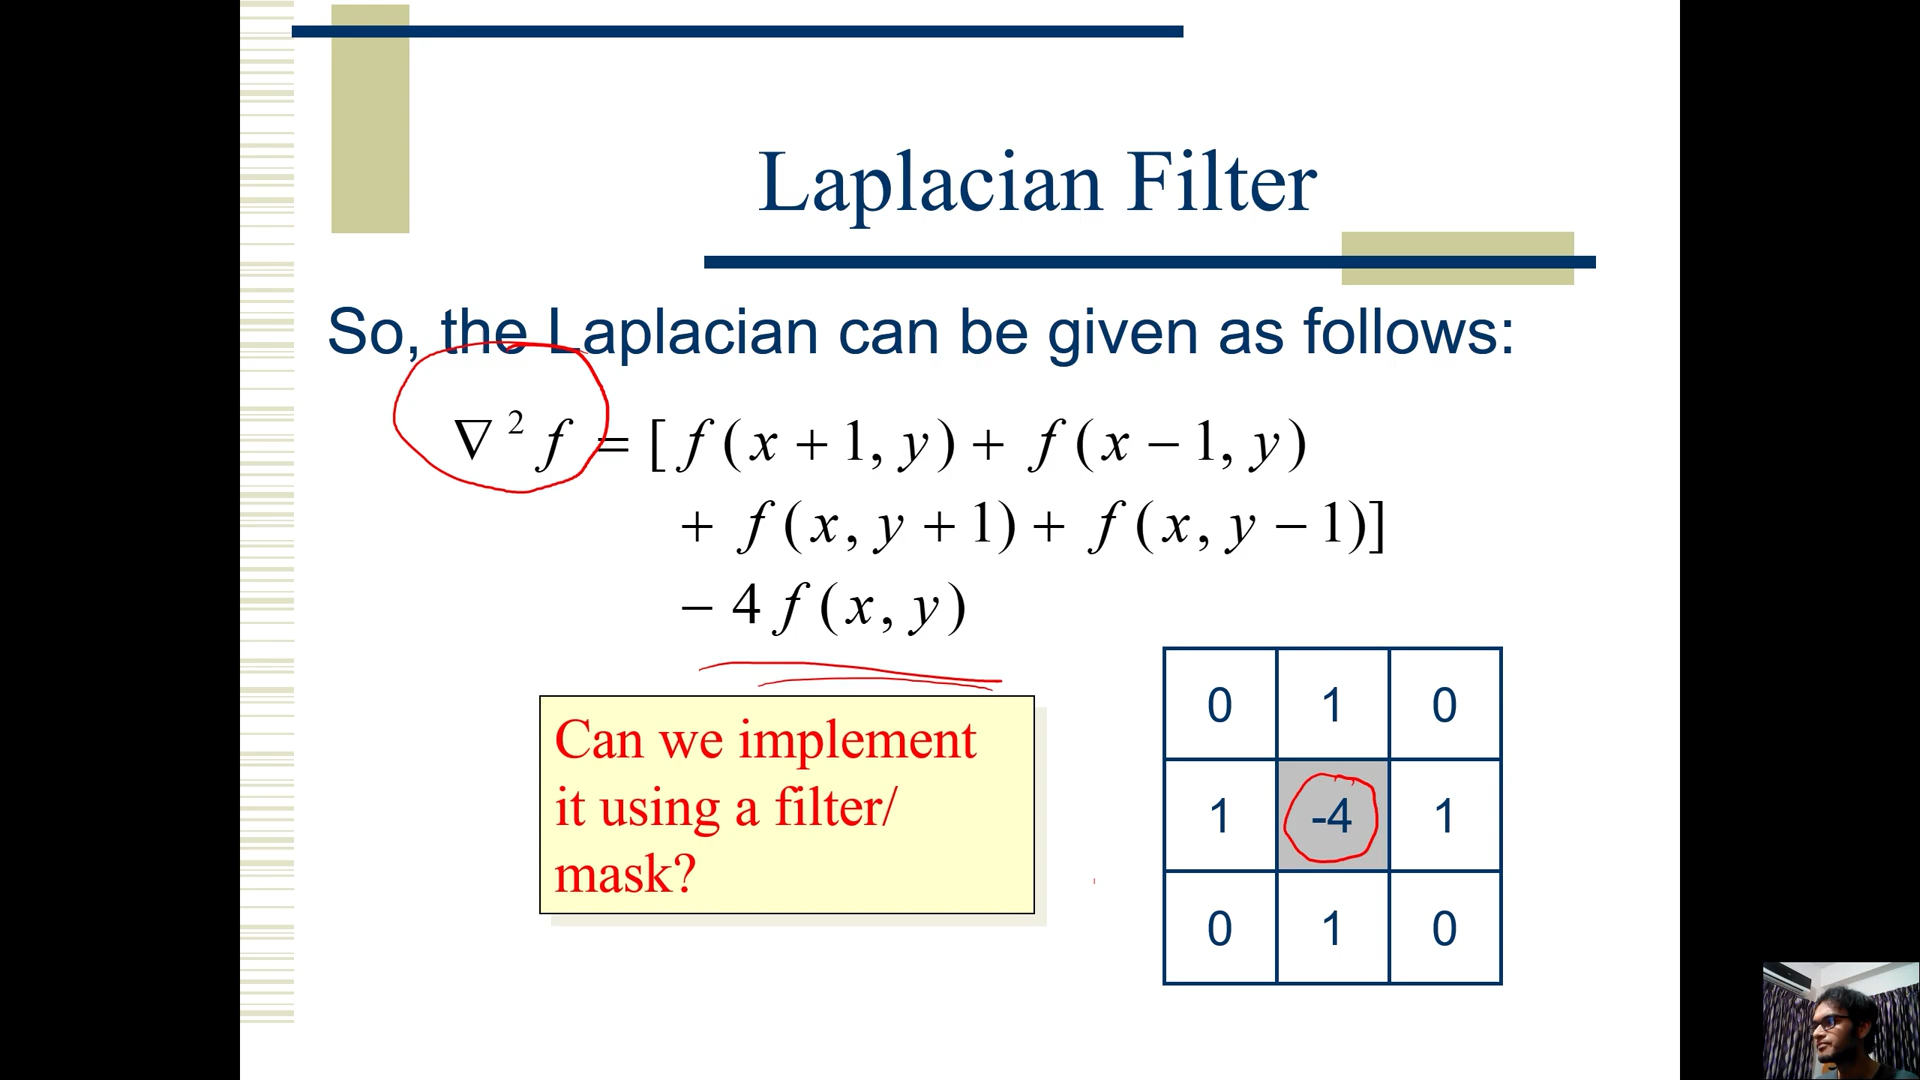 Laplacian Filter
So, the Laplacian can be given as follows:
∇² f = [ f (x + 1, y) + f (x − 1, y)
+ f (x, y + 1) + f (x, y − 1)]
− 4 f (x, y)
Can we implement
it using a filter/
mask?
0 1 0
1 -4 1
0 1 0